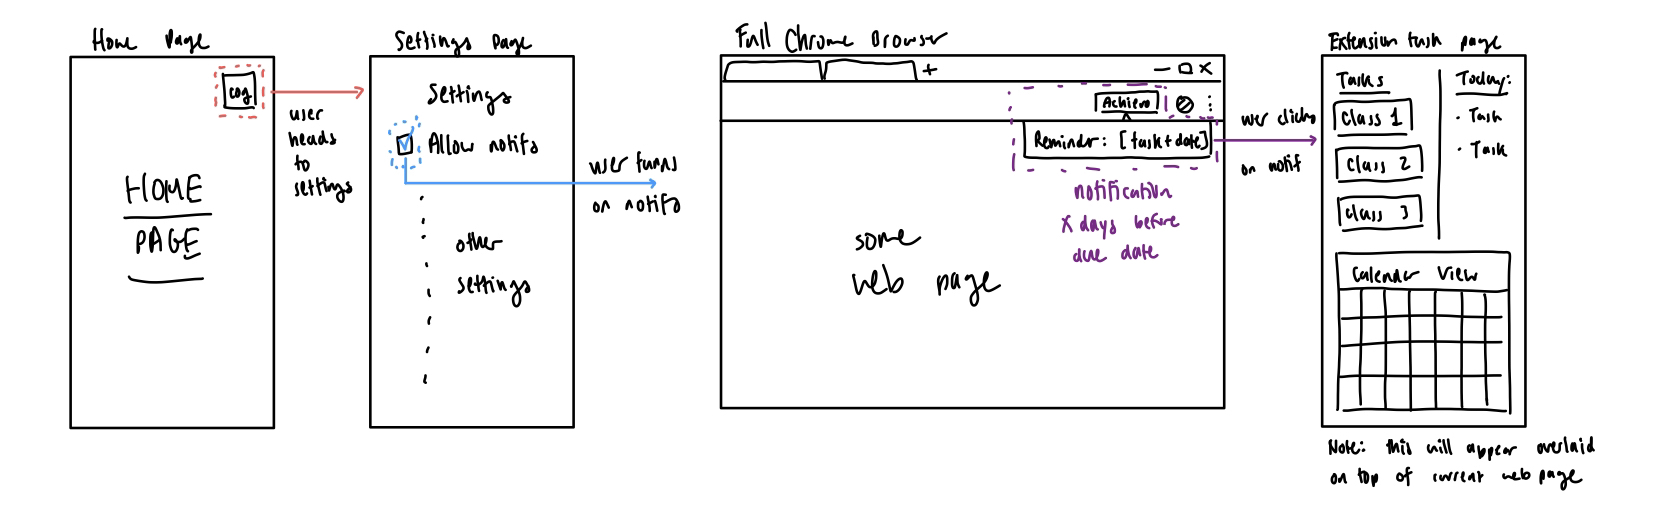 Home Page
cog
HOME
PAGE
user
heads
to
settings
Settings Page
Settings
Allow notifs
other
settings
user turns
on notifs
Full Chrome Browser
+
X
Achievo
Reminder: [task+date]
notification
X days before
due date
some
web page
user clicks
on notif
Extension task page
Tasks
Class 1
Class 2
class 3
Today:
· Task
· Task
Calender View
Note: this will appear overlaid
on top of current web page